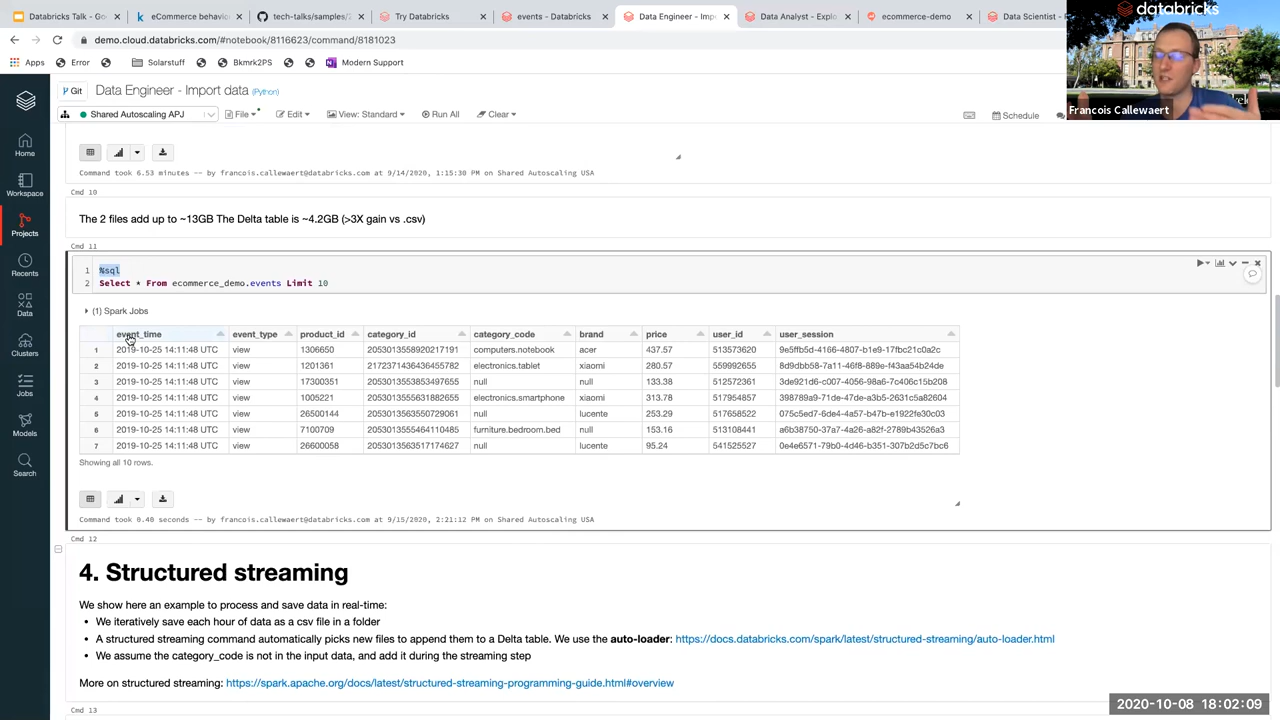 Databricks Talk - Go
eCommerce behavio
tech-talks/samples/
Try Databricks
events - Databricks
Data Engineer - Imp
Data Analyst - Explo
ecommerce-demo
Data Scientist -
databricks
demo.cloud.databricks.com/#notebook/8116623/command/8181023
Apps
Error
Solarstuff
Bkmrk2PS
Modern Support
Francois Callewaert
Git
Data Engineer - Import data (Python)
Shared Autoscaling APJ
File
Edit
View: Standard
Run All
Clear
Schedule
Home
Workspace
Projects
Recents
Data
Clusters
Jobs
Models
Search
Command took 6.53 minutes -- by francois.callewaert@databricks.com at 9/14/2020, 1:15:30 PM on Shared Autoscaling USA
Cmd 10
The 2 files add up to ~13GB The Delta table is ~4.2GB (>3X gain vs .csv)
Cmd 11
1 %sql
2 Select * From ecommerce_demo.events Limit 10
(1) Spark Jobs
event_time event_type product_id category_id category_code brand price user_id user_session
1 2019-10-25 14:11:48 UTC view 1306650 2053013558920217191 computers.notebook acer 437.57 513573620 9e5ffb5d-4166-4807-b1e9-17fbc21c0a2c
2 2019-10-25 14:11:48 UTC view 1201361 2172371436436455782 electronics.tablet xiaomi 280.57 559992655 8d9dbb58-7a11-46f8-889e-f43aa54b24de
3 2019-10-25 14:11:48 UTC view 17300351 2053013553853497655 null null 133.38 512572361 3de921d6-c007-4056-98a6-7c406c15b208
4 2019-10-25 14:11:48 UTC view 1005221 2053013555631882655 electronics.smartphone xiaomi 313.78 517954857 398789a9-71de-47de-a3b5-2631c5a82604
5 2019-10-25 14:11:48 UTC view 26500144 2053013563550729061 null lucente 253.29 517658522 075c5ed7-6de4-4a57-b47b-e1922fe30c03
6 2019-10-25 14:11:48 UTC view 7100709 2053013555464110485 furniture.bedroom.bed null 153.16 513108441 a6b38750-37a7-4a26-a82f-2789b43526a3
7 2019-10-25 14:11:48 UTC view 26600058 2053013563517174627 null lucente 95.24 541525527 0e4e6571-79b0-4d46-b351-307b2d5c7bc6
Showing all 10 rows.
Command took 0.40 seconds -- by francois.callewaert@databricks.com at 9/15/2020, 2:21:12 PM on Shared Autoscaling USA
Cmd 12
4. Structured streaming
We show here an example to process and save data in real-time:
• We iteratively save each hour of data as a csv file in a folder
• A structured streaming command automatically picks new files to append them to a Delta table. We use the auto-loader: https://docs.databricks.com/spark/latest/structured-streaming/auto-loader.html
• We assume the category_code is not in the input data, and add it during the streaming step
More on structured streaming: https://spark.apache.org/docs/latest/structured-streaming-programming-guide.html#overview
Cmd 13
2020-10-08 18:02:09